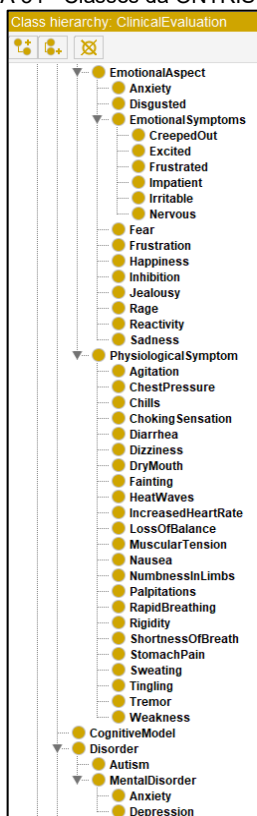 Classes da ONTRIS
Class hierarchy: ClinicalEvaluation
EmotionalAspect
Anxiety
Disgusted
EmotionalSymptoms
CreepedOut
Excited
Frustrated
Impatient
Irritable
Nervous
Fear
Frustration
Happiness
Inhibition
Jealousy
Rage
Reactivity
Sadness
PhysiologicalSymptom
Agitation
ChestPressure
Chills
ChokingSensation
Diarrhea
Dizziness
DryMouth
Fainting
HeatWaves
IncreasedHeartRate
LossOfBalance
MuscularTension
Nausea
NumbnessInLimbs
Palpitations
RapidBreathing
Rigidity
ShortnessOfBreath
StomachPain
Sweating
Tingling
Tremor
Weakness
CognitiveModel
Disorder
Autism
MentalDisorder
Anxiety
Depression